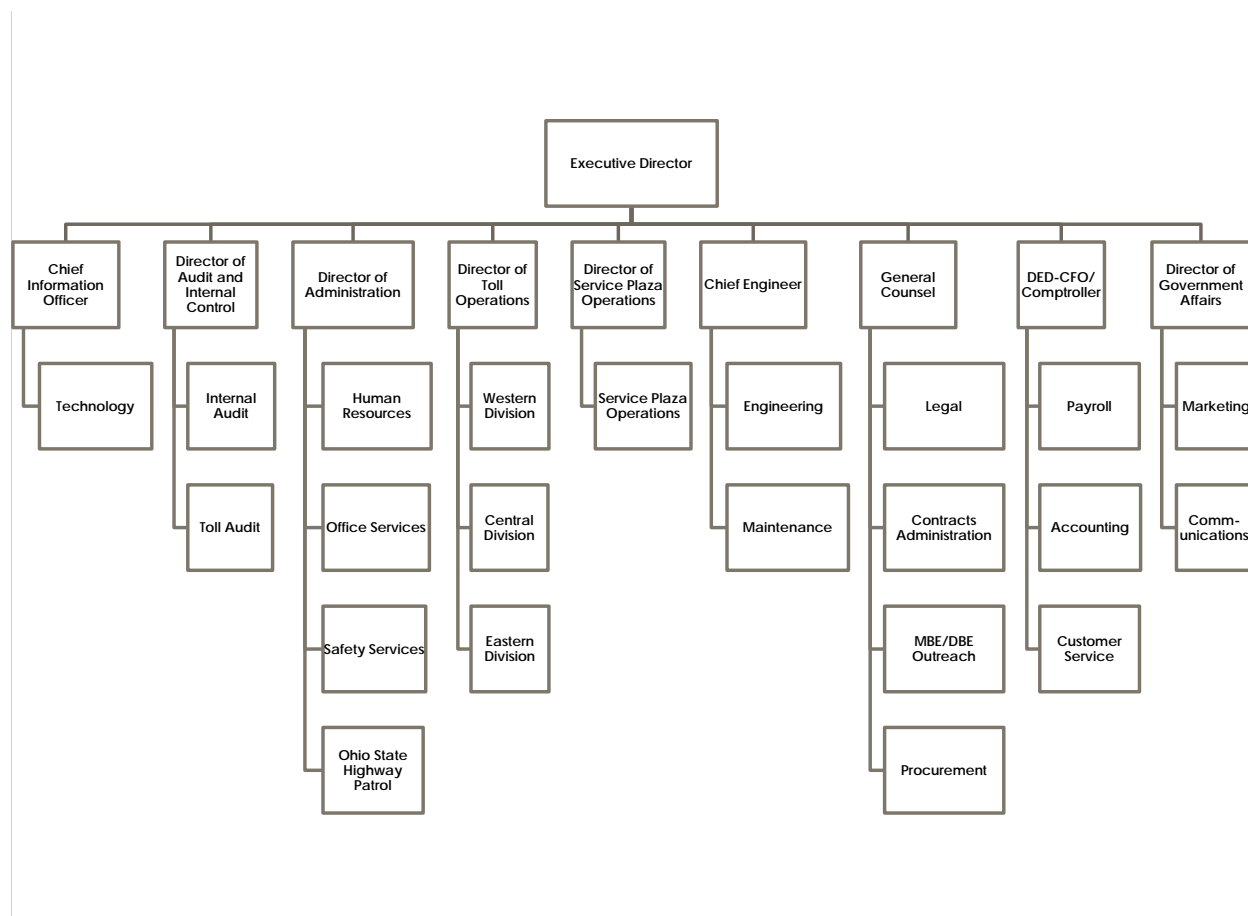 Executive Director
Chief
Information
Officer
Director of
Audit and
Internal
Control
Director of
Administration
Director of
Toll
Operations
Director of
Service Plaza
Operations
Chief Engineer
General
Counsel
DED-CFO/
Comptroller
Director of
Government
Affairs
Technology
Internal
Audit
Human
Resources
Western
Division
Service Plaza
Operations
Engineering
Legal
Payroll
Marketing
Toll Audit
Office Services
Central
Division
Maintenance
Contracts
Administration
Accounting
Comm-
unications
Safety Services
Eastern
Division
MBE/DBE
Outreach
Customer
Service
Ohio State
Highway
Patrol
Procurement